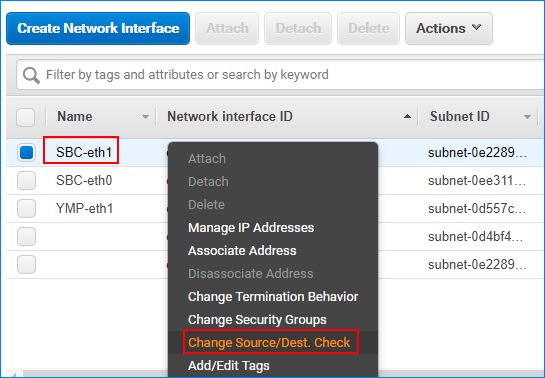 Create Network Interface Attach Detach Delete Actions
Filter by tags and attributes or search by keyword
Name Network interface ID Subnet ID
SBC-eth1 subnet-0e2289...
SBC-eth0 subnet-0ee311...
YMP-eth1 subnet-0d557c...
subnet-0d4bf4...
subnet-0e2289...
Attach
Detach
Delete
Manage IP Addresses
Associate Address
Disassociate Address
Change Termination Behavior
Change Security Groups
Change Source/Dest. Check
Add/Edit Tags